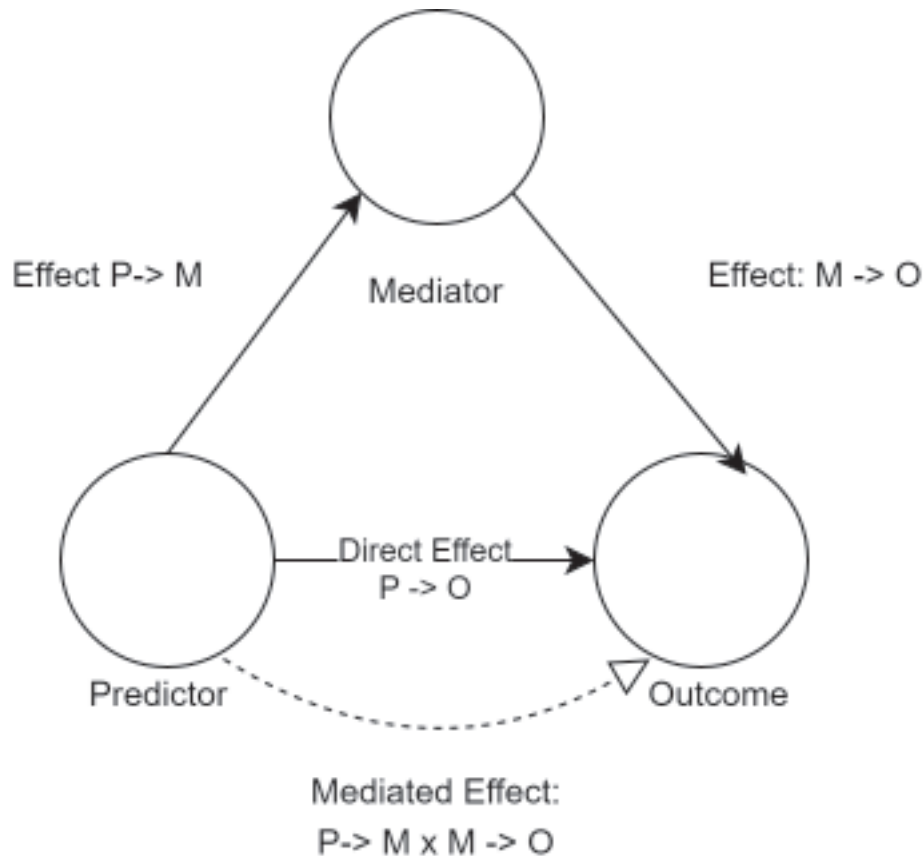 Effect P-> M
Mediator
Effect: M -> O
Direct Effect
P -> O
Predictor
Outcome
Mediated Effect:
P-> M x M -> O